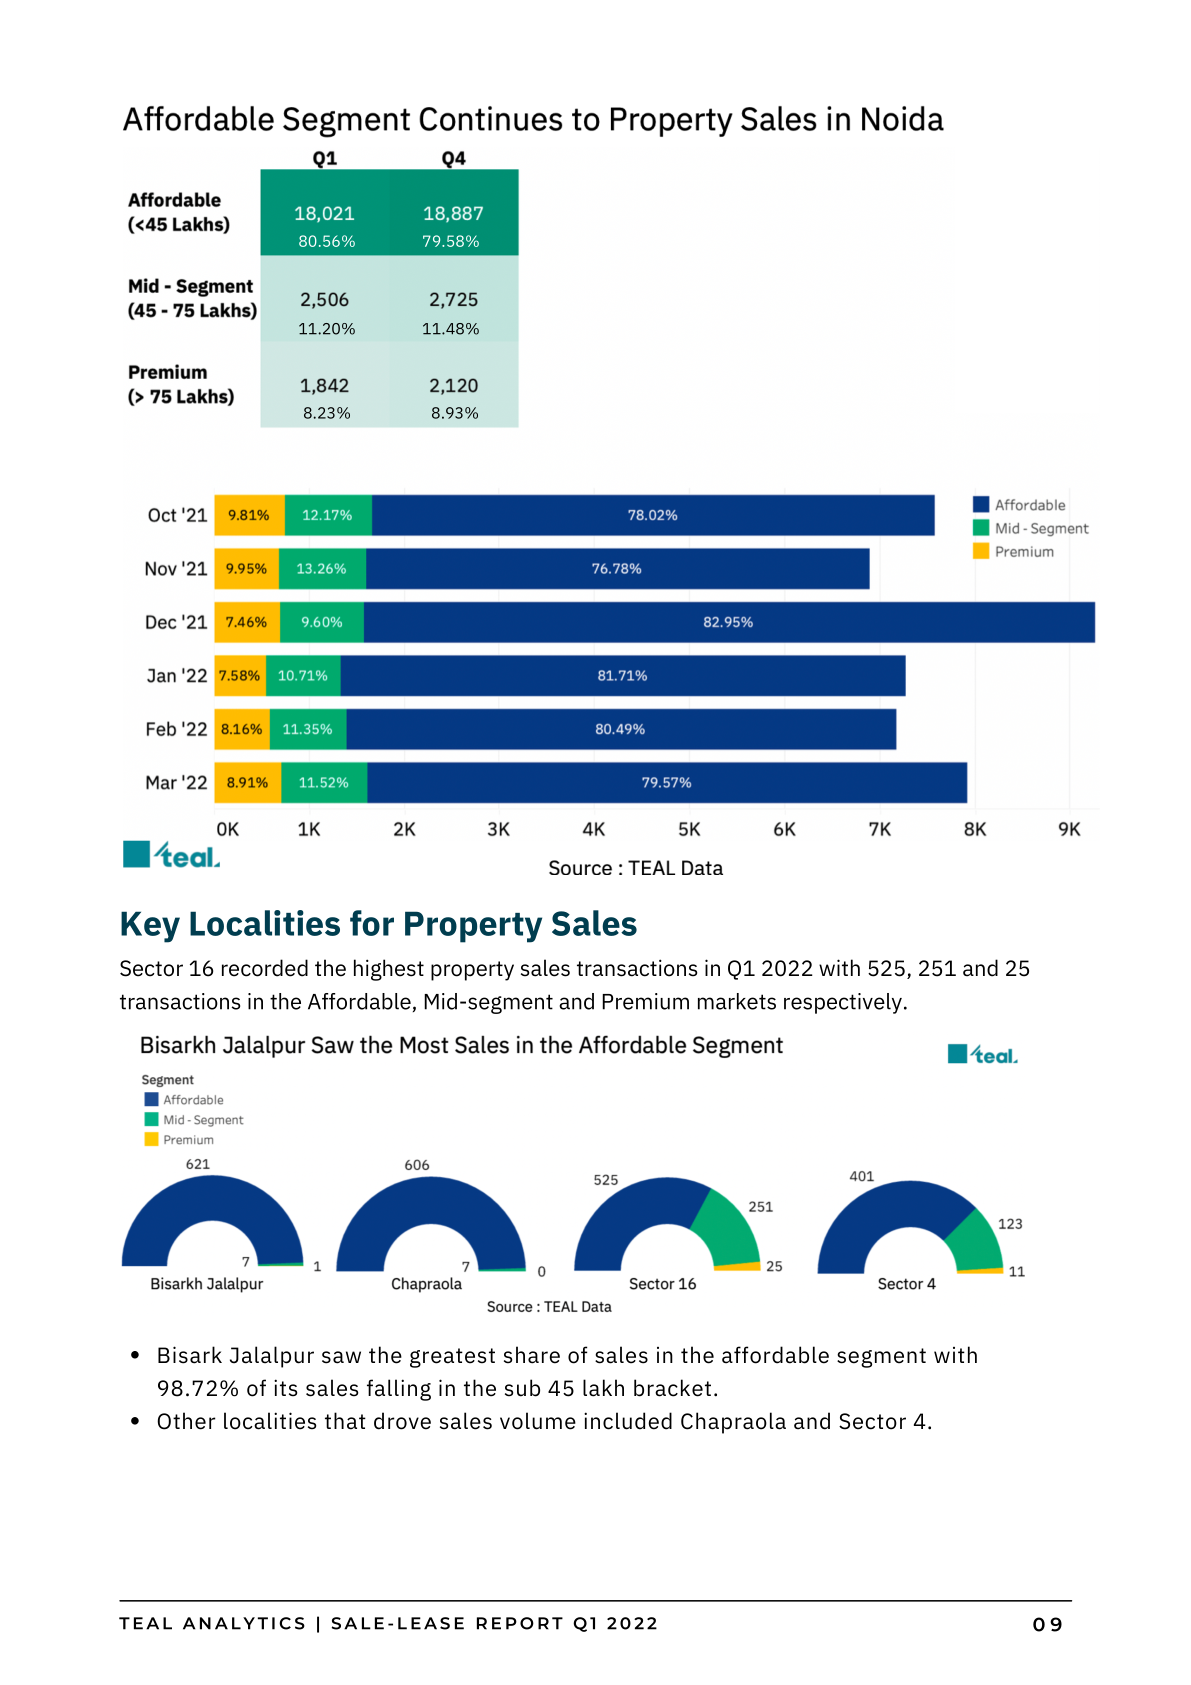 Affordable Segment Continues to Property Sales in Noida
Q1 Q4
Affordable
(<45 Lakhs)
18,021 18,887
80.56% 79.58%
Mid - Segment
(45 - 75 Lakhs)
2,506 2,725
11.20% 11.48%
Premium
(> 75 Lakhs)
1,842 2,120
8.23% 8.93%
Affordable
Mid - Segment
Premium
Oct '21 9.81% 12.17% 78.02%
Nov '21 9.95% 13.26% 76.78%
Dec '21 7.46% 9.60% 82.95%
Jan '22 7.58% 10.71% 81.71%
Feb '22 8.16% 11.35% 80.49%
Mar '22 8.91% 11.52% 79.57%
0K 1K 2K 3K 4K 5K 6K 7K 8K 9K
teal.
Source : TEAL Data
Key Localities for Property Sales
Sector 16 recorded the highest property sales transactions in Q1 2022 with 525, 251 and 25
transactions in the Affordable, Mid-segment and Premium markets respectively.
Bisarkh Jalalpur Saw the Most Sales in the Affordable Segment
teal.
Segment
Affordable
Mid - Segment
Premium
621 7 1
Bisarkh Jalalpur
606 7 0
Chapraola
525 251 25
Sector 16
401 123 11
Sector 4
Source : TEAL Data
• Bisark Jalalpur saw the greatest share of sales in the affordable segment with
98.72% of its sales falling in the sub 45 lakh bracket.
• Other localities that drove sales volume included Chapraola and Sector 4.
TEAL ANALYTICS | SALE-LEASE REPORT Q1 2022 09